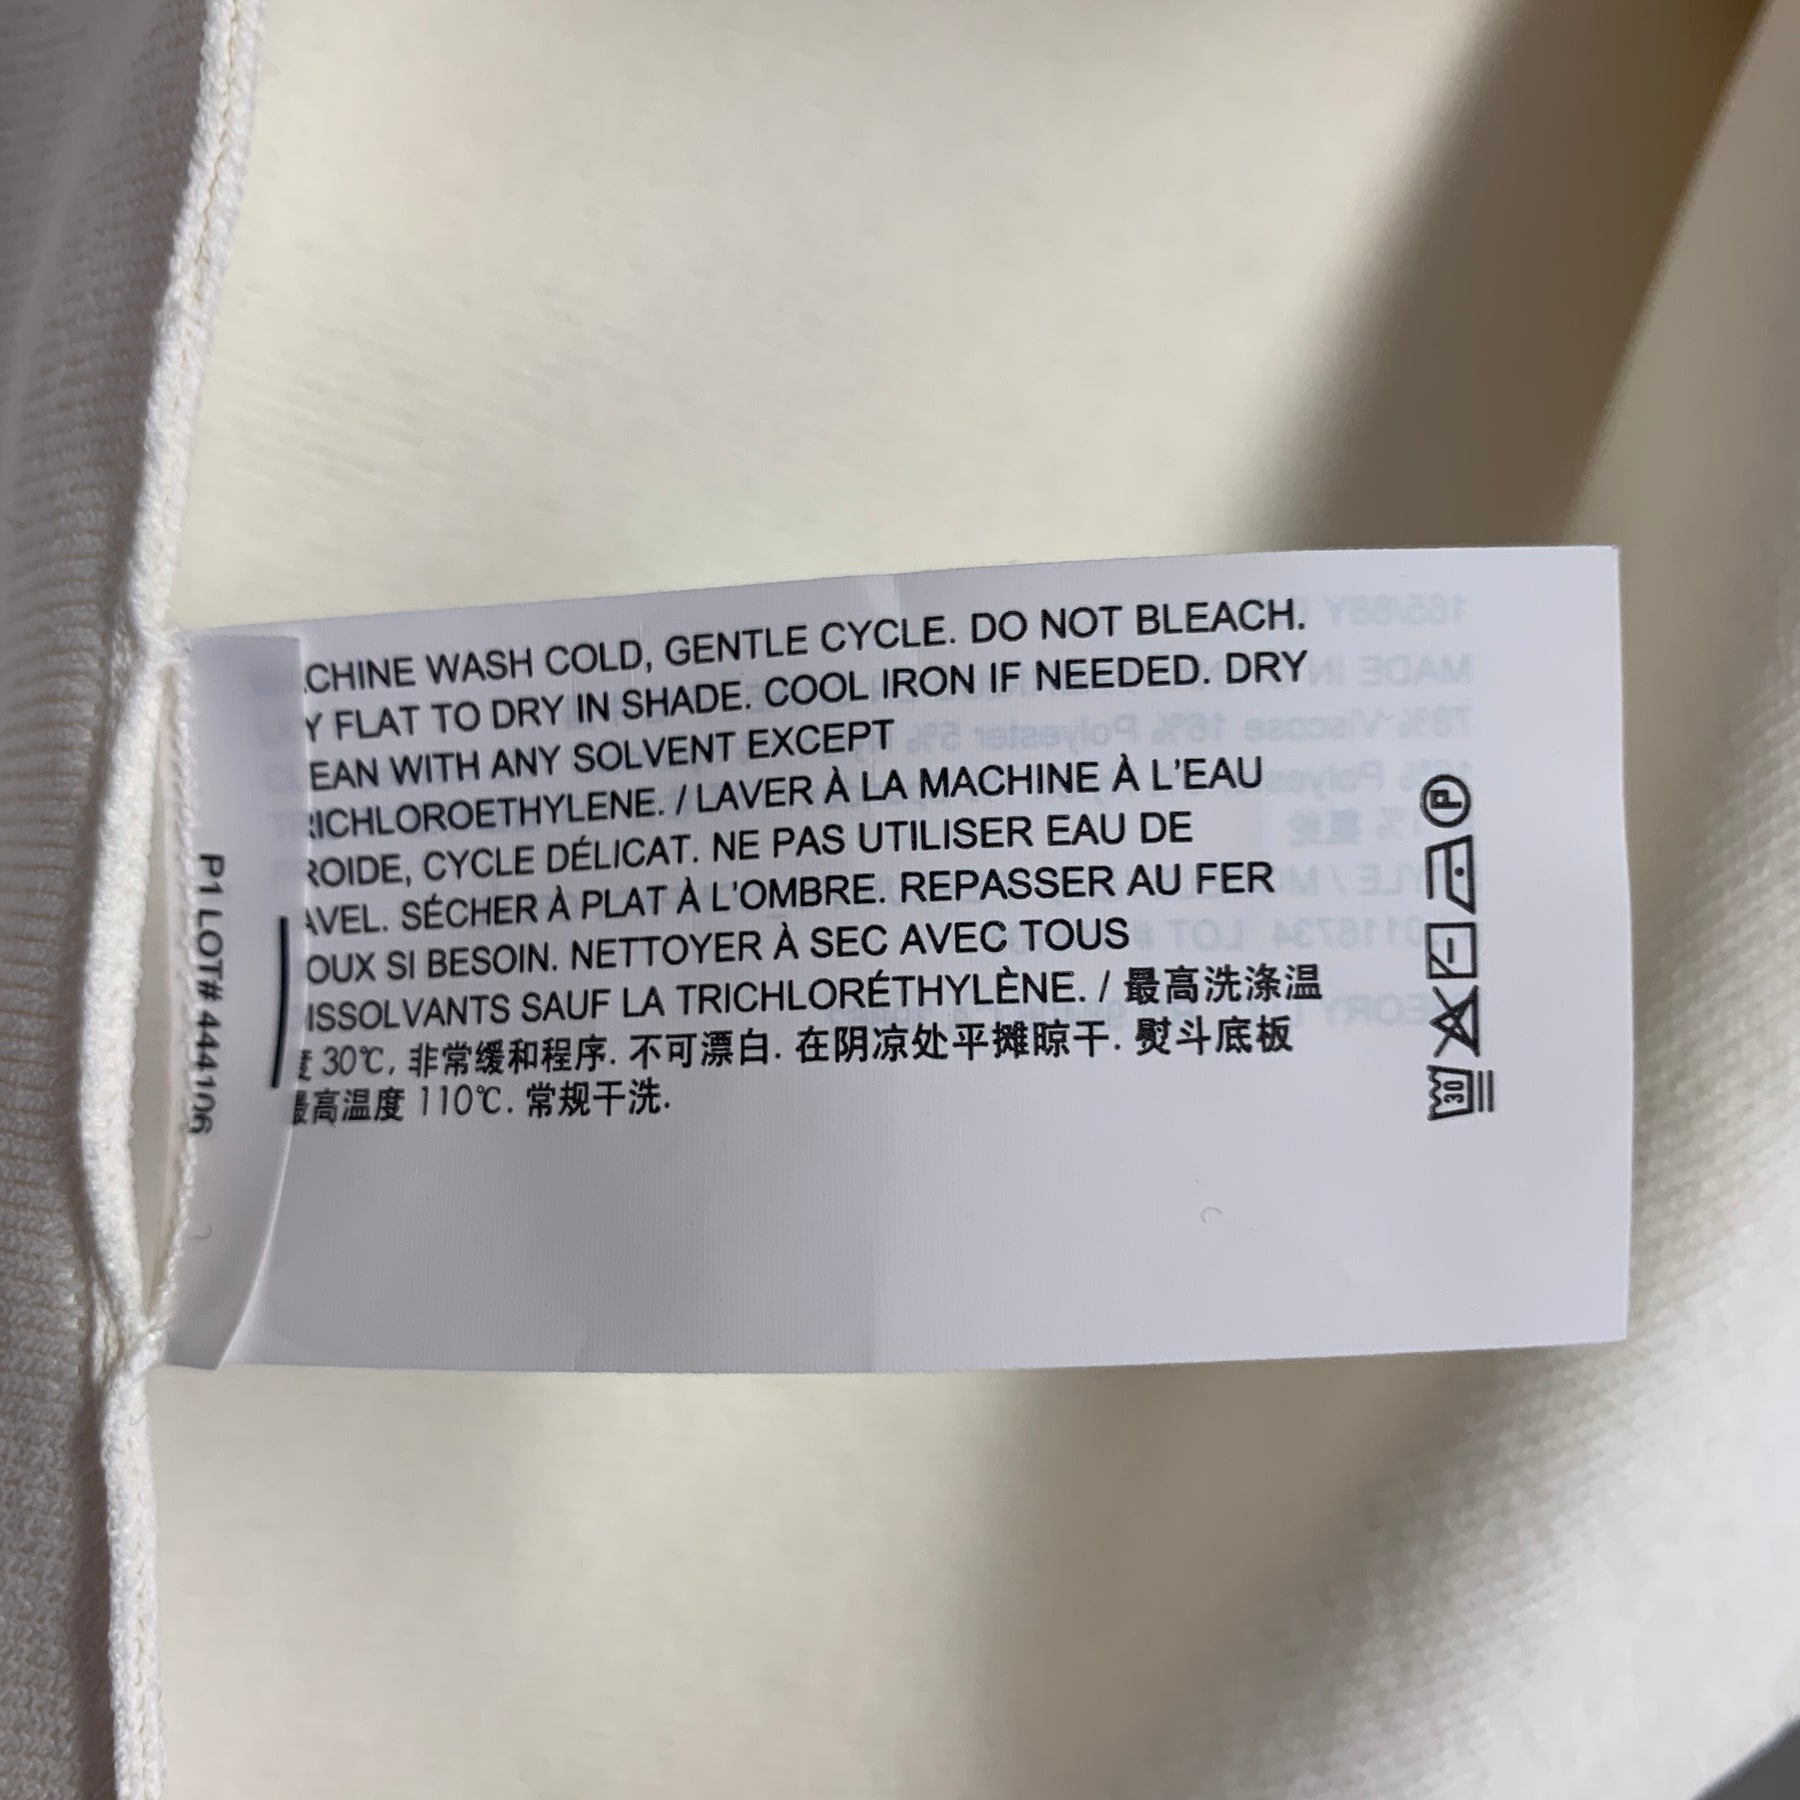 CHINE WASH COLD, GENTLE CYCLE. DO NOT BLEACH.
Y FLAT TO DRY IN SHADE. COOL IRON IF NEEDED. DRY
EAN WITH ANY SOLVENT EXCEPT
RICHLOROETHYLENE. / LAVER À LA MACHINE À L'EAU
ROIDE, CYCLE DÉLICAT. NE PAS UTILISER EAU DE
AVEL. SÉCHER À PLAT À L'OMBRE. REPASSER AU FER
OUX SI BESOIN. NETTOYER À SEC AVEC TOUS
ISSOLVANTS SAUF LA TRICHLORÉTHYLÈNE. / 最高洗涤温
度 30℃, 非常缓和程序. 不可漂白. 在阴凉处平摊晾干. 熨斗底板
最高温度 110℃. 常规干洗.
P1 LOT# 444106
P
30